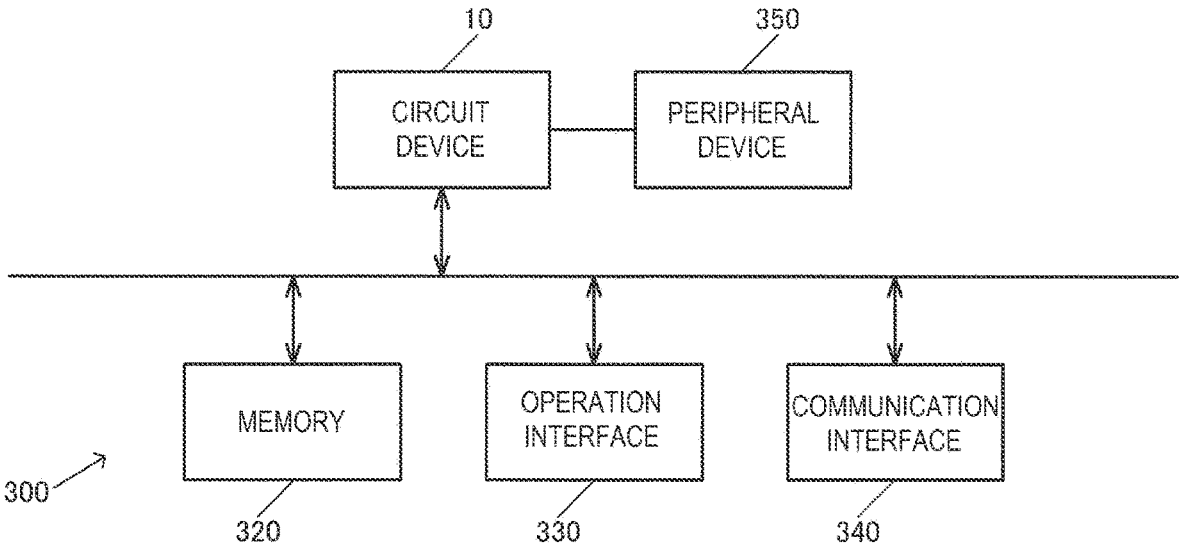 10
350
CIRCUIT
DEVICE
PERIPHERAL
DEVICE
MEMORY
OPERATION
INTERFACE
COMMUNICATION
INTERFACE
300
320
330
340